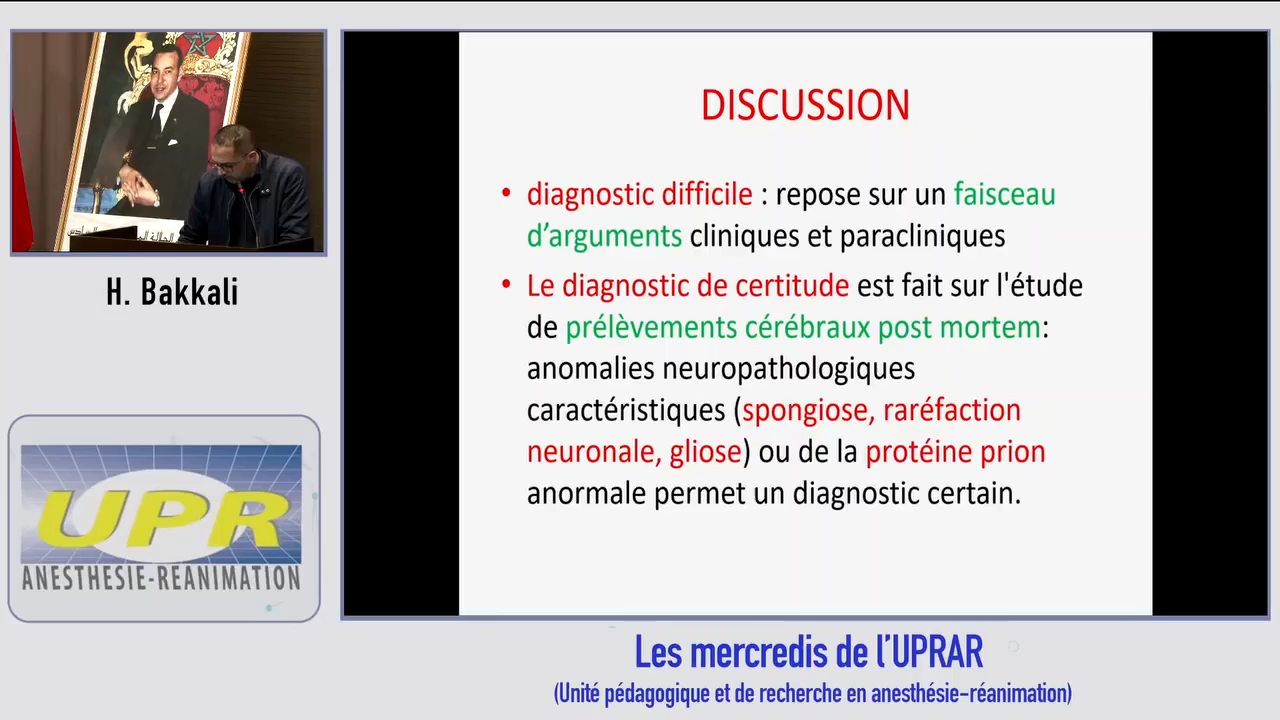 DISCUSSION
• diagnostic difficile : repose sur un faisceau
d’arguments cliniques et paracliniques
• Le diagnostic de certitude est fait sur l'étude
de prélèvements cérébraux post mortem:
anomalies neuropathologiques
caractéristiques (spongiose, raréfaction
neuronale, gliose) ou de la protéine prion
anormale permet un diagnostic certain.
H. Bakkali
UPR
ANESTHESIE-REANIMATION
Les mercredis de l’UPRAR
(Unité pédagogique et de recherche en anesthésie-réanimation)